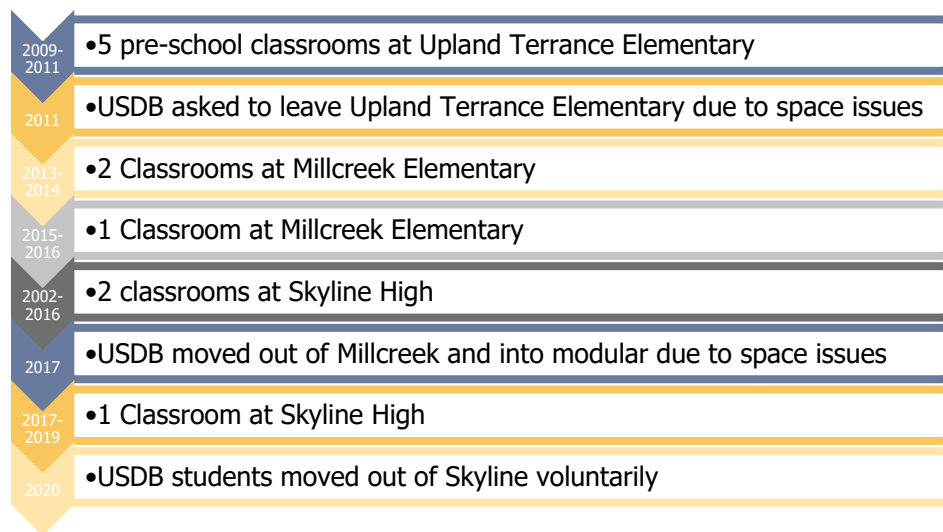 2009-
2011
•5 pre-school classrooms at Upland Terrance Elementary
2011
•USDB asked to leave Upland Terrance Elementary due to space issues
2013-
2014
•2 Classrooms at Millcreek Elementary
2015-
2016
•1 Classroom at Millcreek Elementary
2002-
2016
•2 classrooms at Skyline High
2017
•USDB moved out of Millcreek and into modular due to space issues
2017-
2019
•1 Classroom at Skyline High
2020
•USDB students moved out of Skyline voluntarily